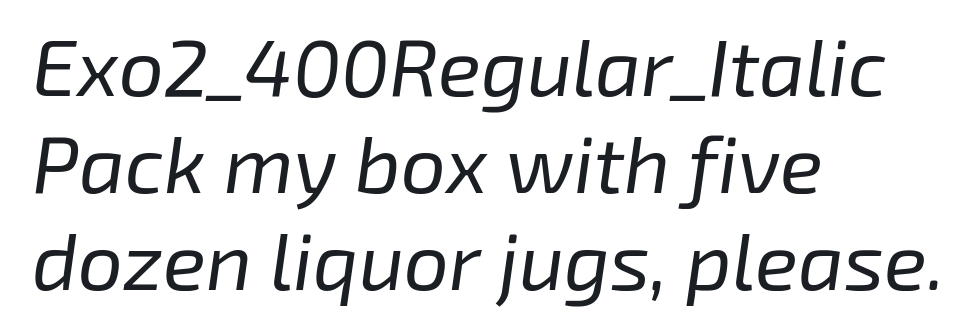 Exo2_400Regular_Italic
Pack my box with five
dozen liquor jugs, please.